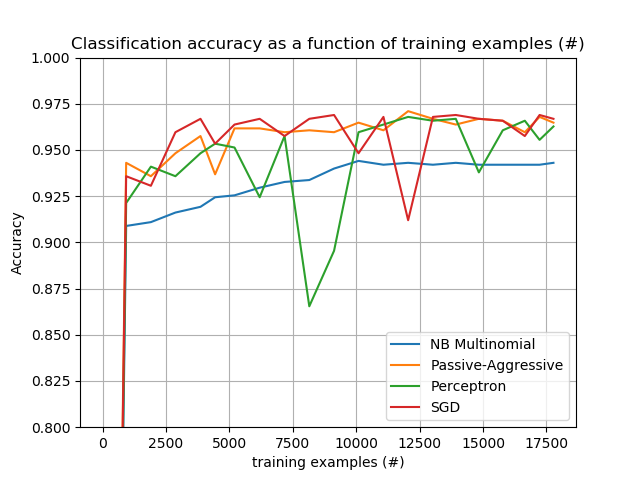 Classification accuracy as a function of training examples (#)
1.000
0.975
0.950
0.925
0.900
0.875
0.850
0.825
0.800
Accuracy
NB Multinomial
Passive-Aggressive
Perceptron
SGD
0 2500 5000 7500 10000 12500 15000 17500
training examples (#)